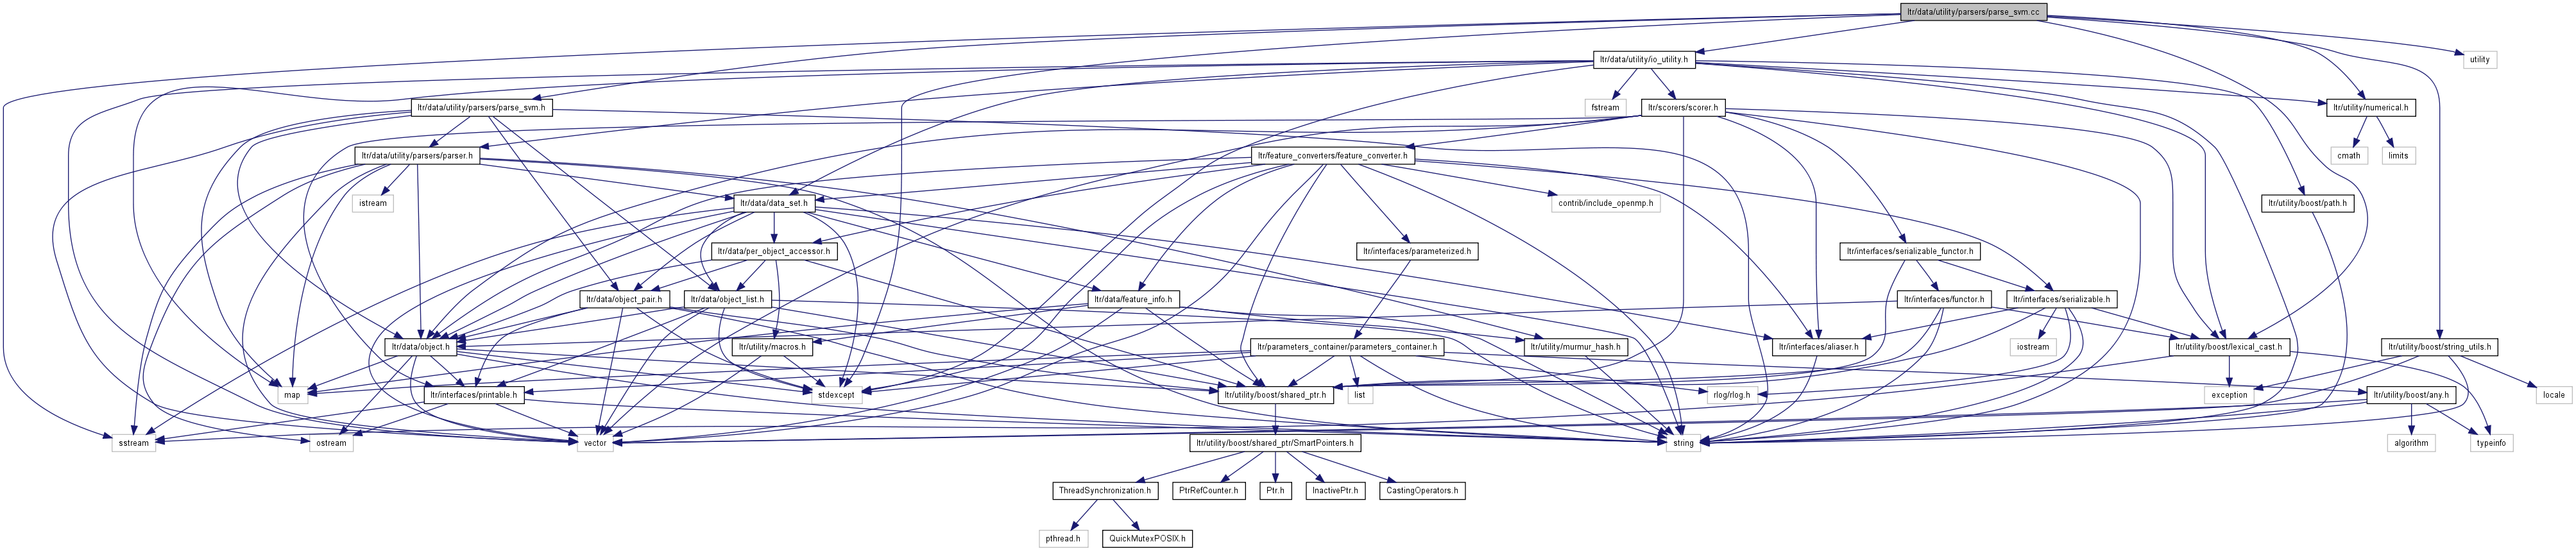 ltr/data/utility/parsers/parse_svm.cc
ltr/data/utility/io_utility.h
utility
ltr/data/utility/parsers/parse_svm.h
fstream
ltr/scorers/scorer.h
ltr/utility/numerical.h
ltr/data/utility/parsers/parser.h
ltr/feature_converters/feature_converter.h
cmath
limits
istream
ltr/data/data_set.h
contrib/include_openmp.h
ltr/utility/boost/path.h
ltr/data/per_object_accessor.h
ltr/interfaces/parameterized.h
ltr/interfaces/serializable_functor.h
ltr/data/object_pair.h
ltr/data/object_list.h
ltr/data/feature_info.h
ltr/interfaces/functor.h
ltr/interfaces/serializable.h
ltr/data/object.h
ltr/utility/macros.h
ltr/parameters_container/parameters_container.h
ltr/utility/murmur_hash.h
ltr/interfaces/aliaser.h
iostream
ltr/utility/boost/lexical_cast.h
ltr/utility/boost/string_utils.h
map
ltr/interfaces/printable.h
stdexcept
ltr/utility/boost/shared_ptr.h
list
rlog/rlog.h
exception
ltr/utility/boost/any.h
locale
sstream
ostream
vector
ltr/utility/boost/shared_ptr/SmartPointers.h
string
algorithm
typeinfo
ThreadSynchronization.h
PtrRefCounter.h
Ptr.h
InactivePtr.h
CastingOperators.h
pthread.h
QuickMutexPOSIX.h